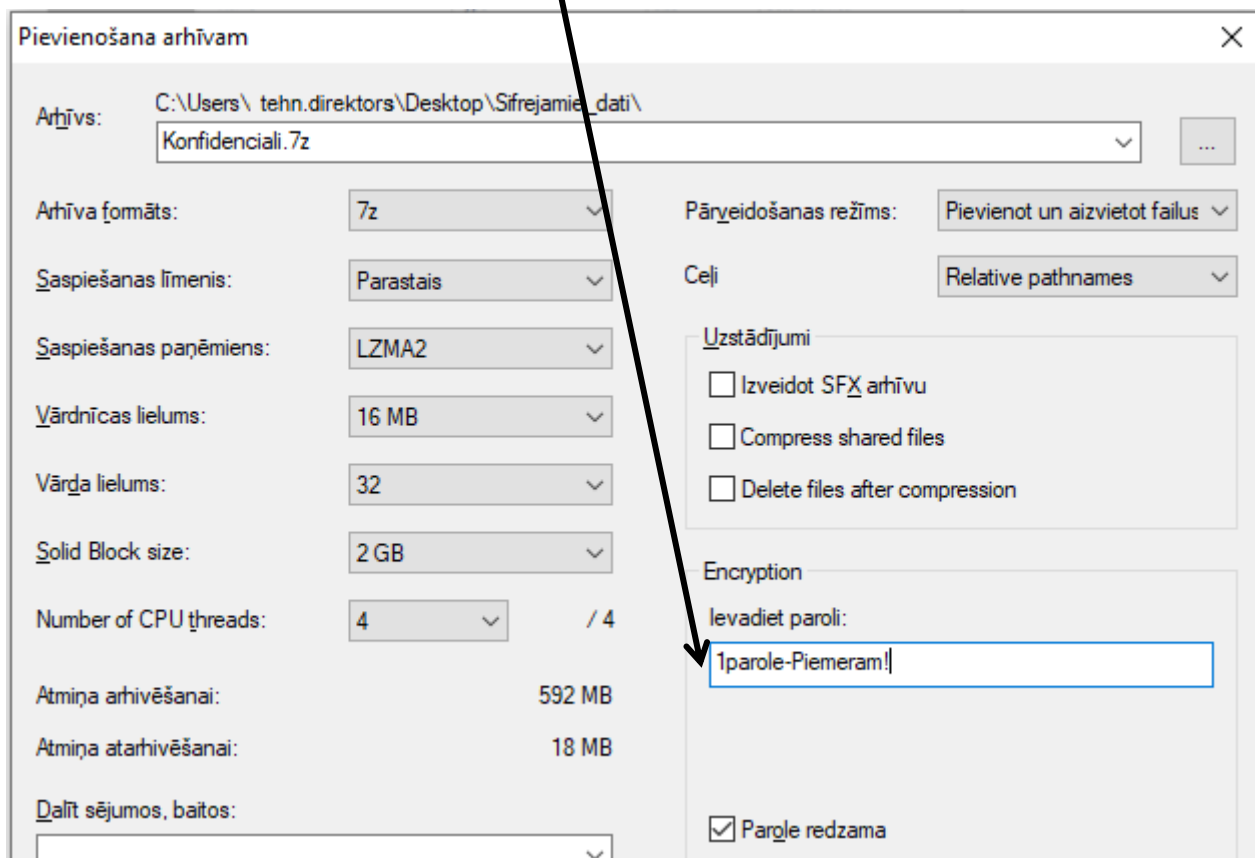 Pievienošana arhīvam
C:\Users\ tehn.direktors\Desktop\Sifrejamie_dati\
Arhīvs:
Konfidenciali.7z
...
Arhīva formāts:
7z
Saspiešanas līmenis:
Parastais
Saspiešanas paņēmiens:
LZMA2
Vārdnīcas lielums:
16 MB
Vārda lielums:
32
Solid Block size:
2 GB
Number of CPU threads:
4
/ 4
Atmiņa arhivēšanai:
592 MB
Atmiņa atarhivēšanai:
18 MB
Dalīt sējumos, baitos:
Pārveidošanas režīms:
Pievienot un aizvietot failus
Ceļi
Relative pathnames
Uzstādījumi
Izveidot SFX arhīvu
Compress shared files
Delete files after compression
Encryption
Ievadiet paroli:
1parole-Piemeram!
Parole redzama